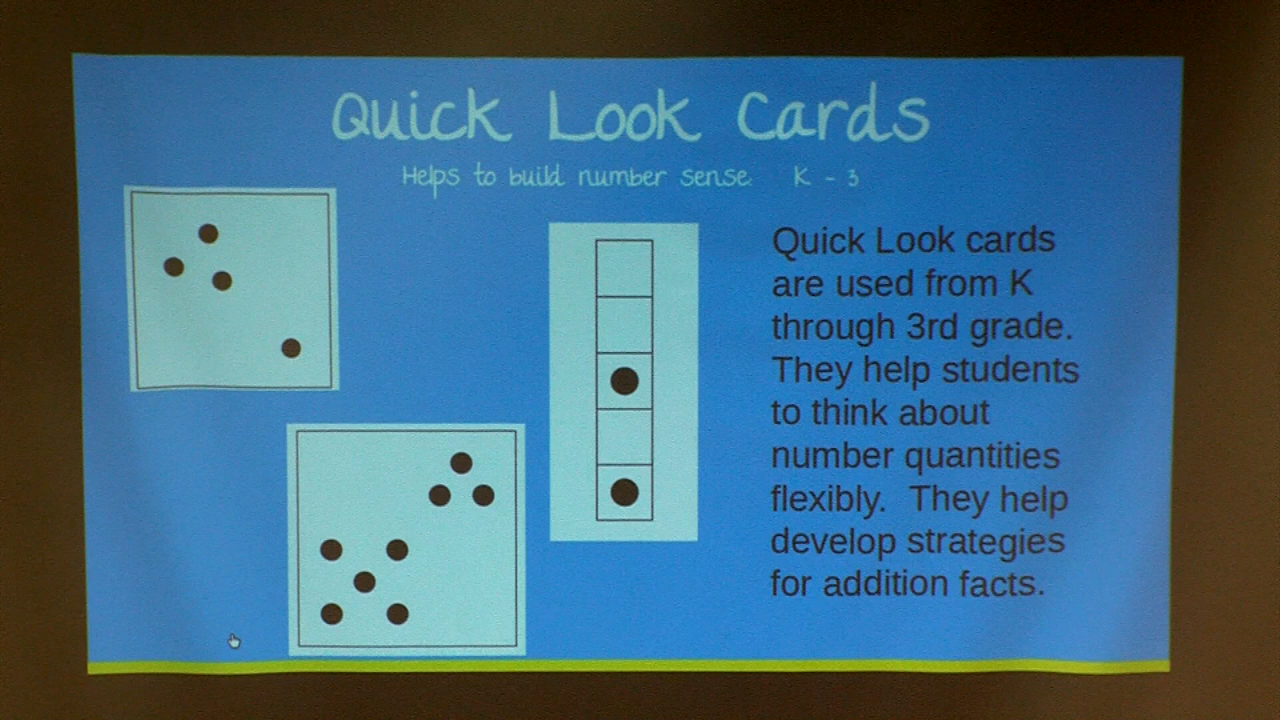 Quick Look Cards
Helps to build number sense. K - 3
Quick Look cards
are used from K
through 3rd grade.
They help students
to think about
number quantities
flexibly. They help
develop strategies
for addition facts.